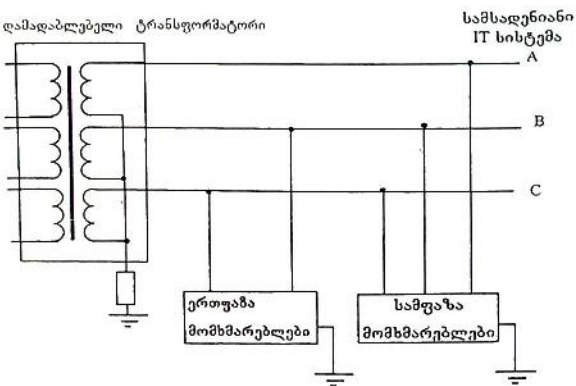 დამადაბლებელი ტრანსფორმატორი
სამსადენიანი
IT სისტემა
A
B
C
ერთფაზა
მომხმარებლები
სამფაზა
მომხმარებლები